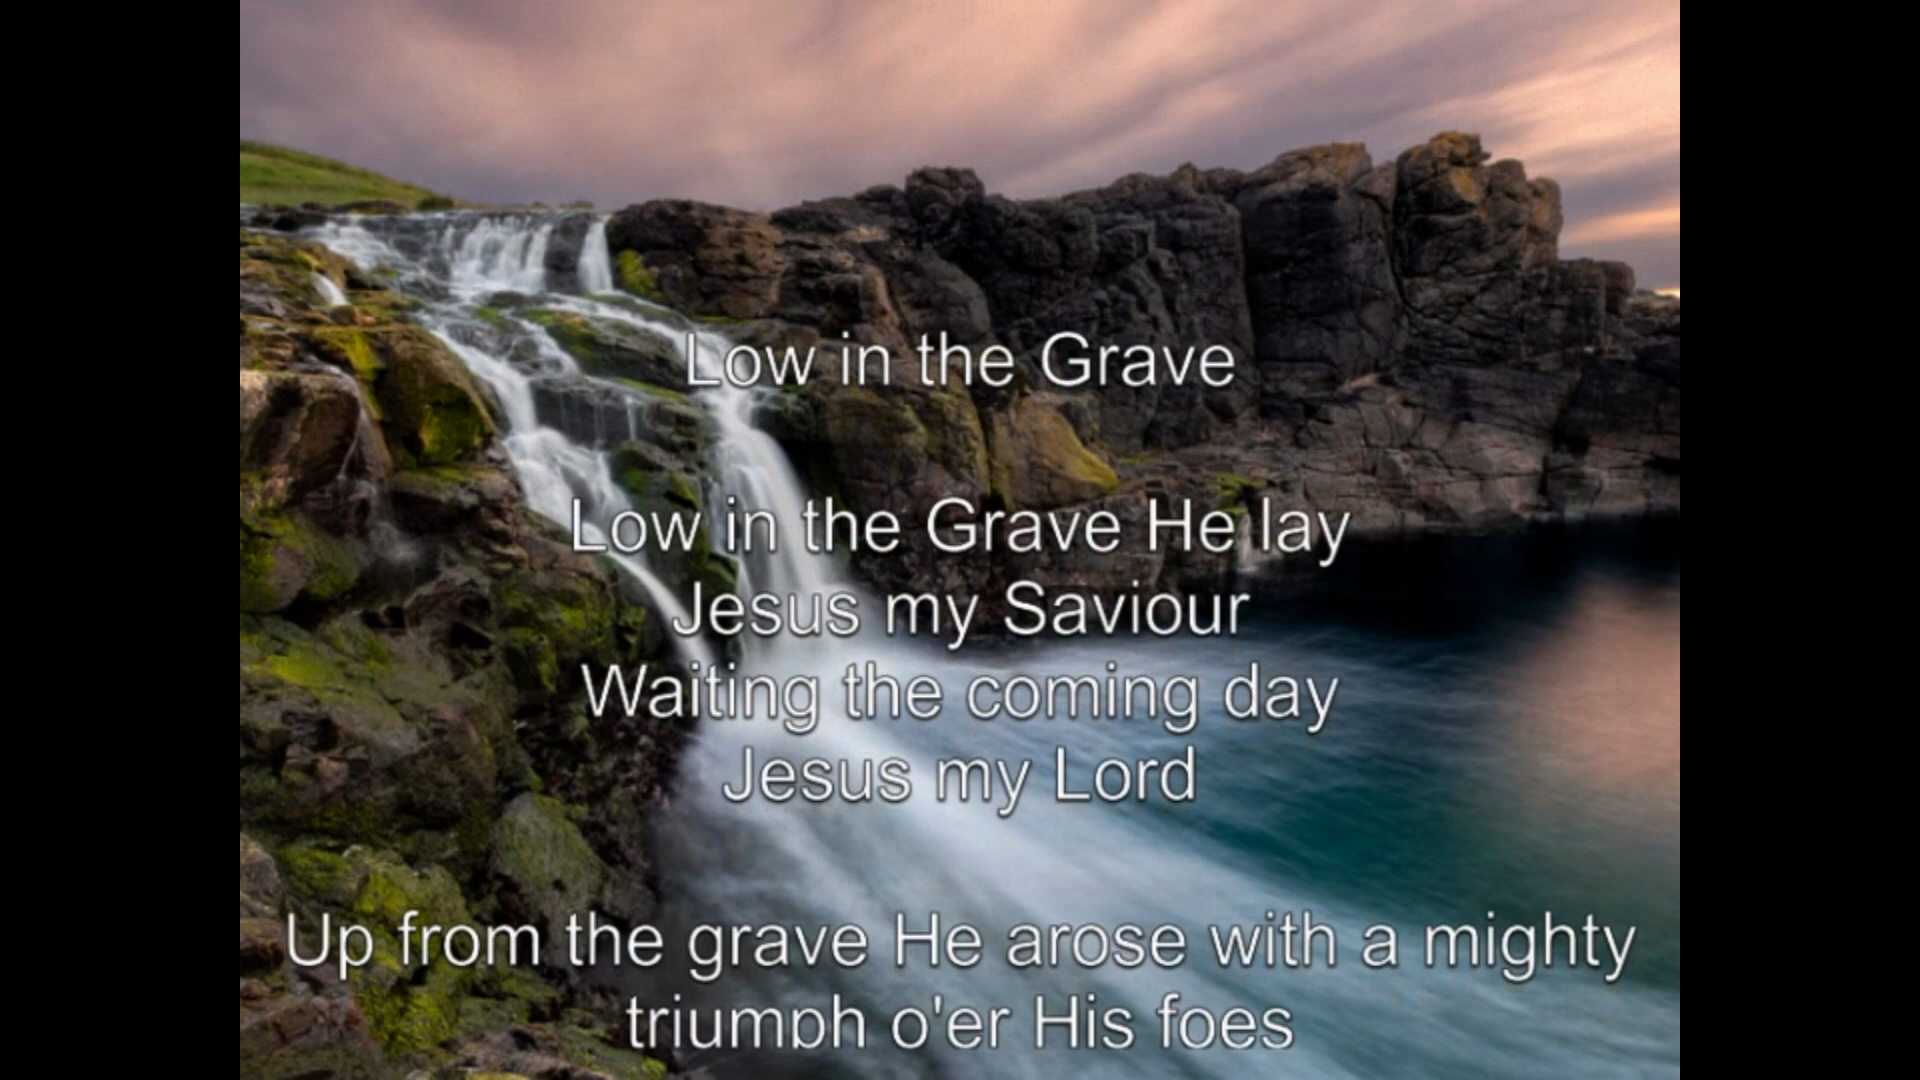 Low in the Grave
Low in the Grave He lay
Jesus my Saviour
Waiting the coming day
Jesus my Lord
Up from the grave He arose with a mighty
triumph o'er His foes